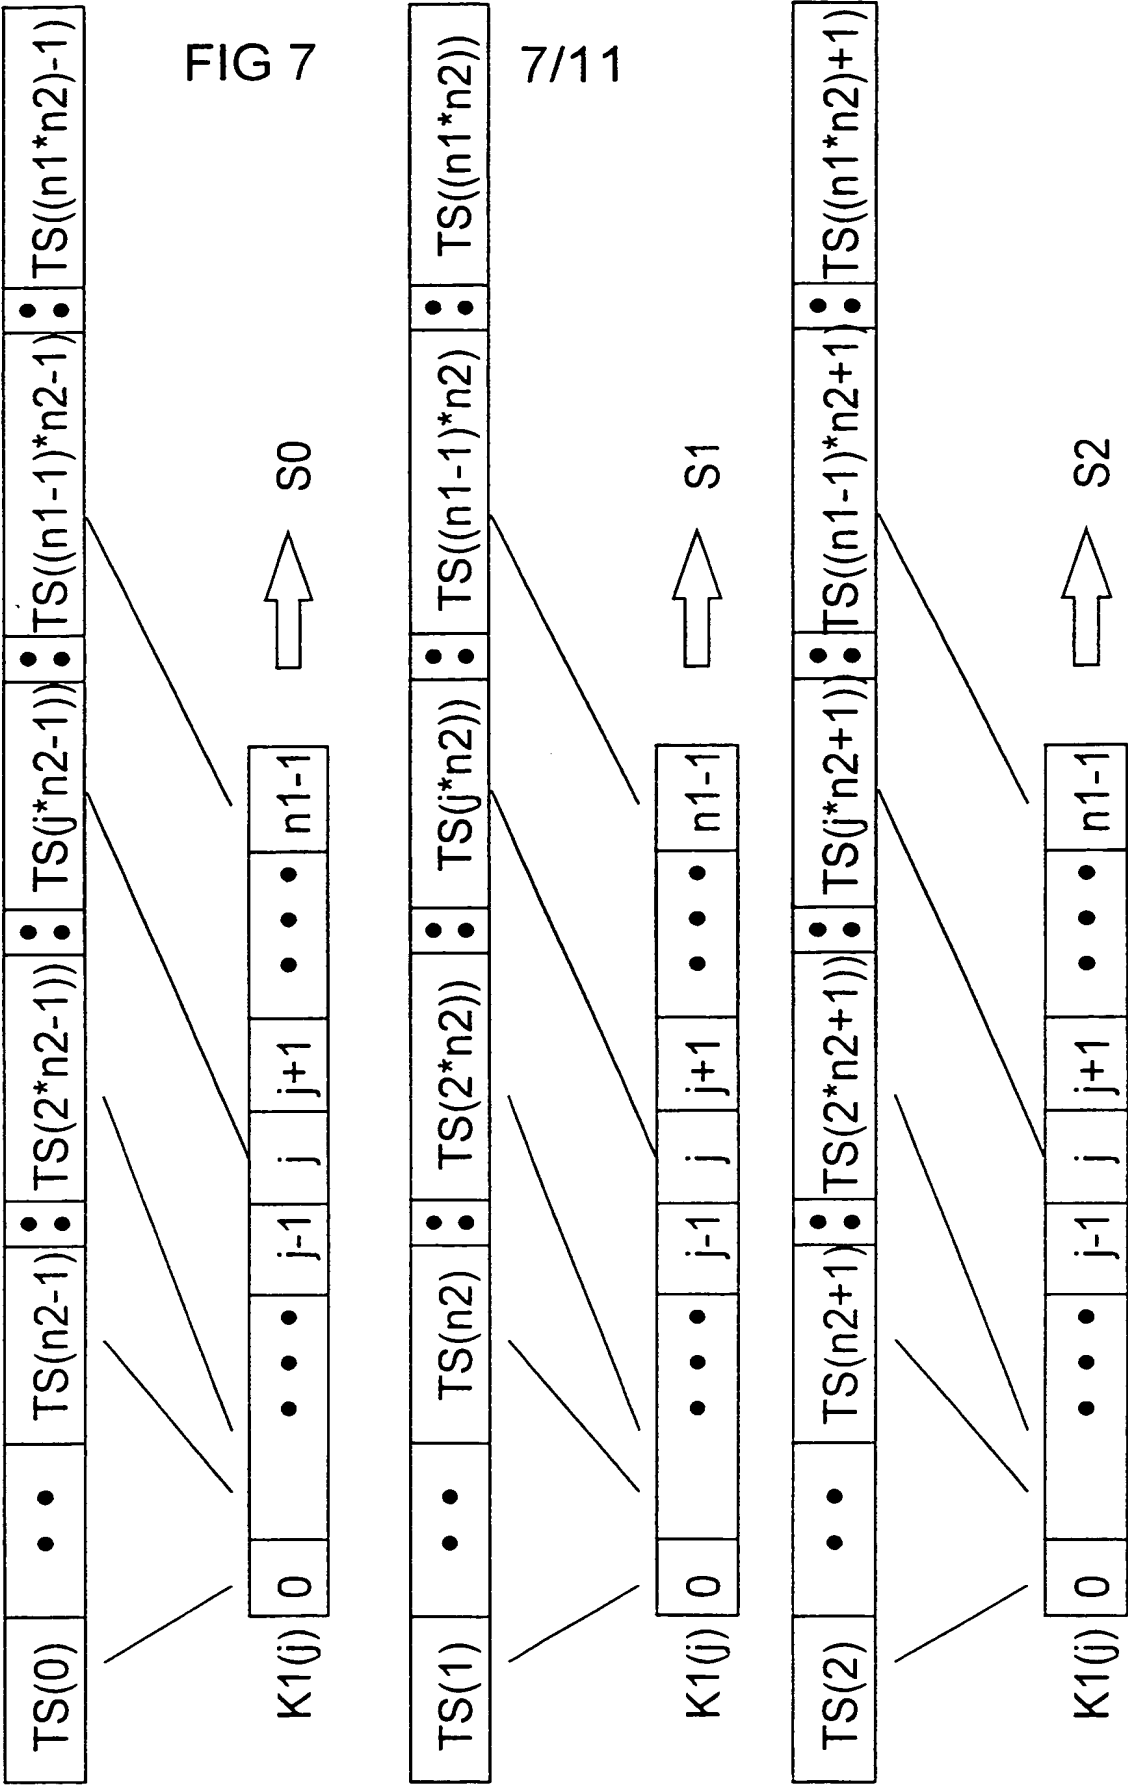 FIG 7
7/11
TS(0) •• TS(n2-1) •• TS(2*n2-1)) •• TS(j*n2-1)) •• TS((n1-1)*n2-1) •• TS((n1*n2)-1)
K1(j) 0 ••• j-1 j j+1 ••• n1-1 S0
TS(1) •• TS(n2) •• TS(2*n2)) •• TS(j*n2)) •• TS((n1-1)*n2) •• TS((n1*n2))
K1(j) 0 ••• j-1 j j+1 ••• n1-1 S1
TS(2) •• TS(n2+1) •• TS(2*n2+1)) •• TS(j*n2+1)) •• TS((n1-1)*n2+1) •• TS((n1*n2)+1)
K1(j) 0 ••• j-1 j j+1 ••• n1-1 S2